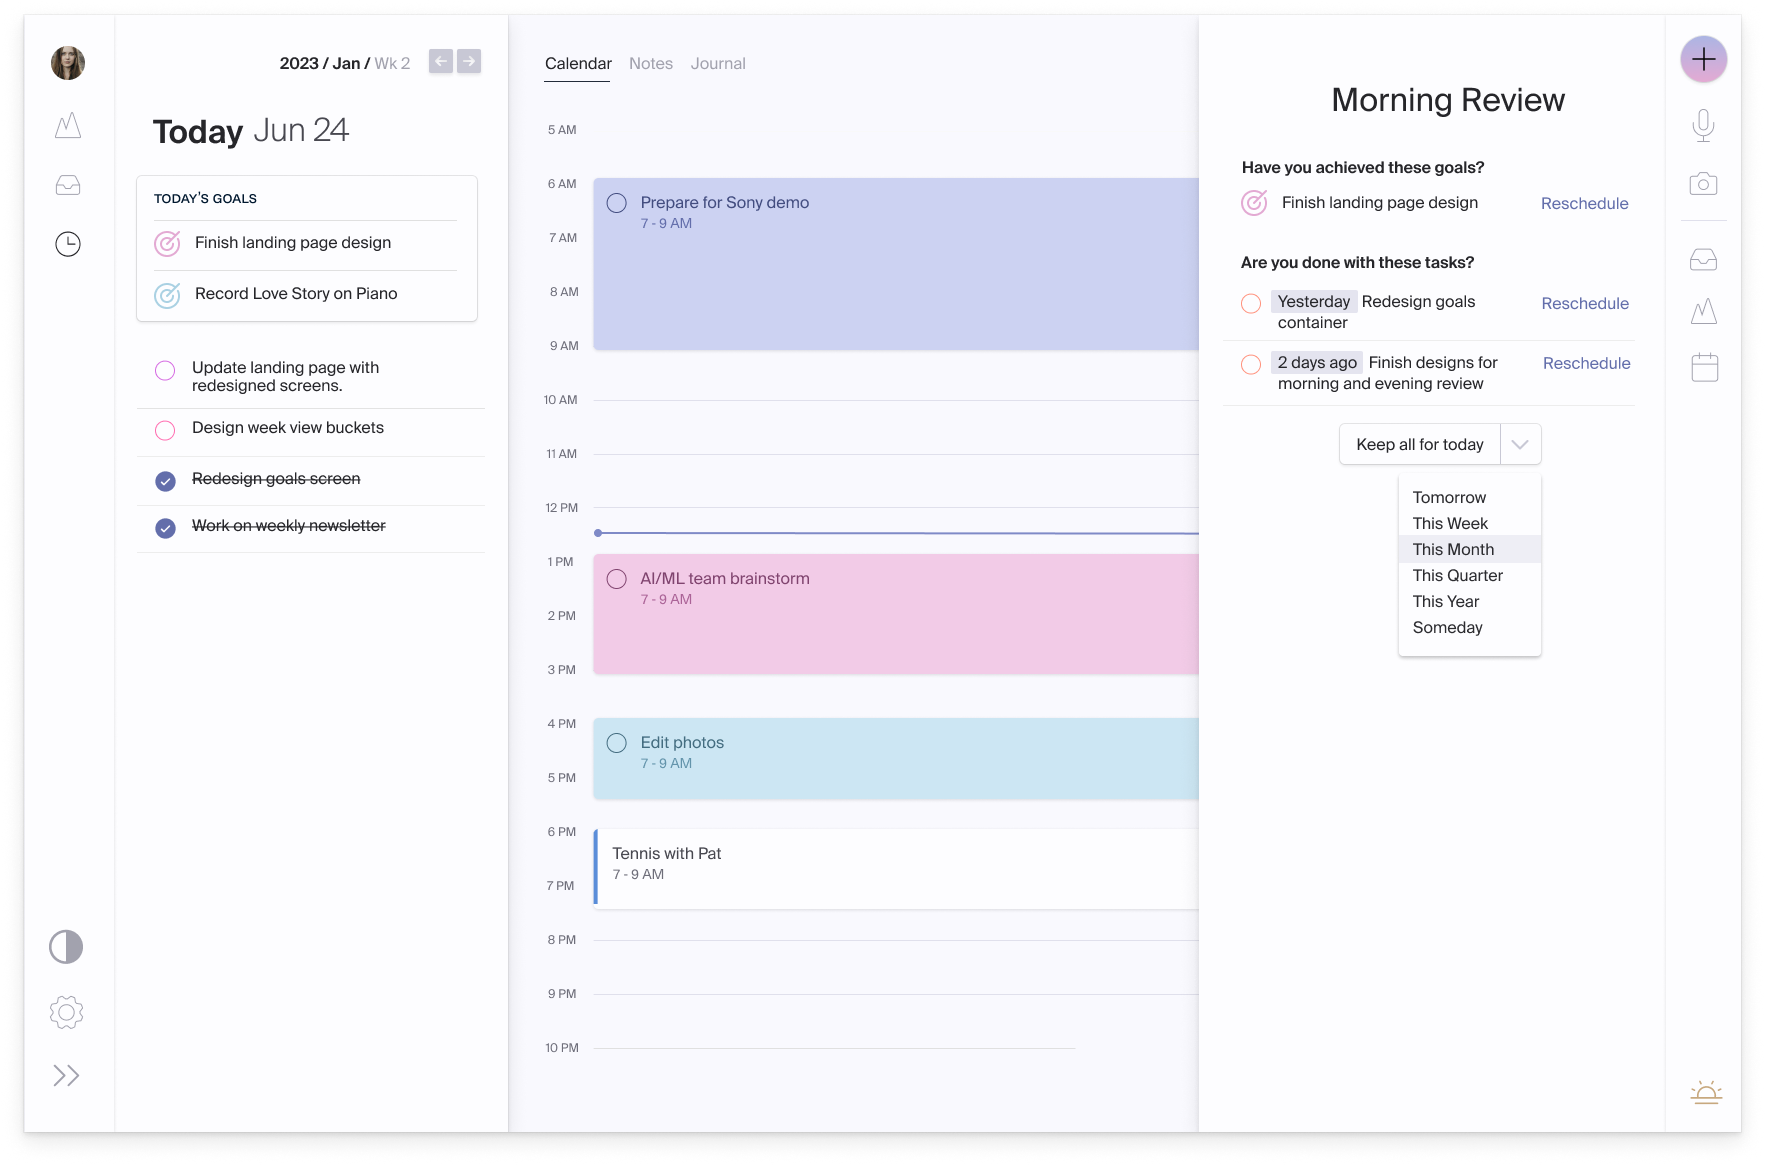 2023 / Jan / Wk 2
Today Jun 24
TODAY'S GOALS
Finish landing page design
Record Love Story on Piano
Update landing page with
redesigned screens.
Design week view buckets
Redesign goals screen
Work on weekly newsletter
Calendar Notes Journal
5 AM
6 AM
Prepare for Sony demo
7 - 9 AM
7 AM
8 AM
9 AM
10 AM
11 AM
12 PM
1 PM
AI/ML team brainstorm
7 - 9 AM
2 PM
3 PM
4 PM
Edit photos
7 - 9 AM
5 PM
6 PM
Tennis with Pat
7 - 9 AM
7 PM
8 PM
9 PM
10 PM
Morning Review
Have you achieved these goals?
Finish landing page design Reschedule
Are you done with these tasks?
Yesterday Redesign goals Reschedule
container
2 days ago Finish designs for Reschedule
morning and evening review
Keep all for today
Tomorrow
This Week
This Month
This Quarter
This Year
Someday